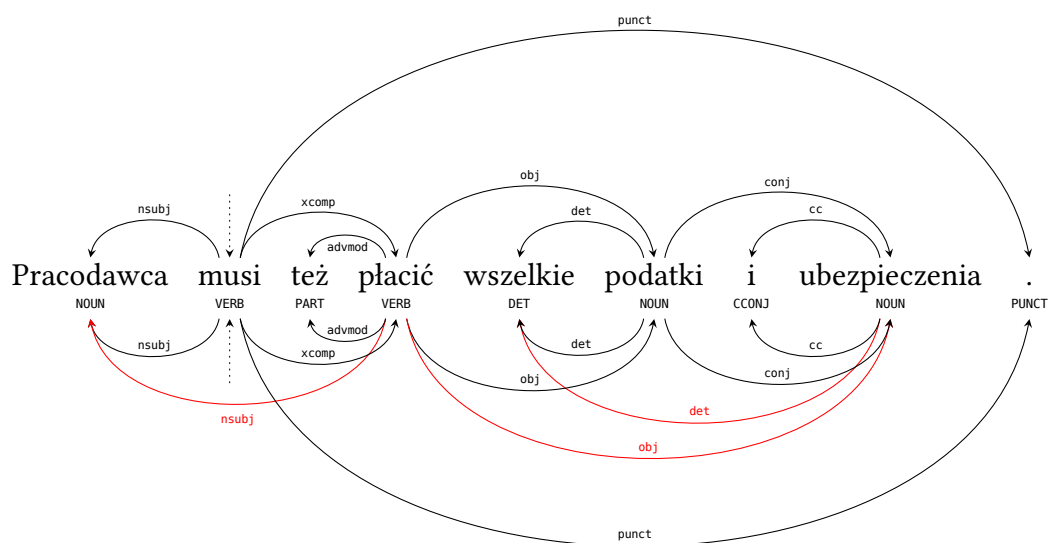 punct
obj
conj
xcomp
nsubj
det
cc
advmod
Pracodawca musi też płacić wszelkie podatki i ubezpieczenia .
NOUN VERB PART VERB DET NOUN CCONJ NOUN PUNCT
advmod
nsubj
det
cc
xcomp
obj
conj
det
nsubj
obj
punct